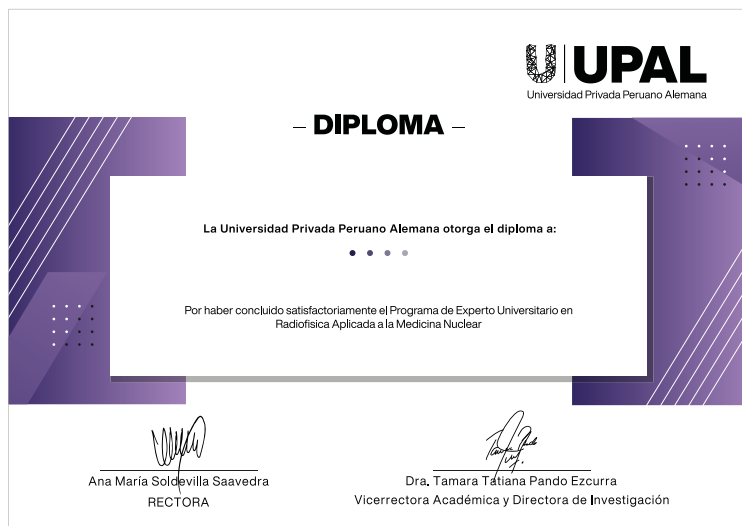 UPAL
Universidad Privada Peruano Alemana
– DIPLOMA –
La Universidad Privada Peruano Alemana otorga el diploma a:
Por haber concluido satisfactoriamente el Programa de Experto Universitario en
Radiofisica Aplicada a la Medicina Nuclear
Ana María Soldevilla Saavedra
RECTORA
Dra. Tamara Tatiana Pando Ezcurra
Vicerrectora Académica y Directora de Investigación